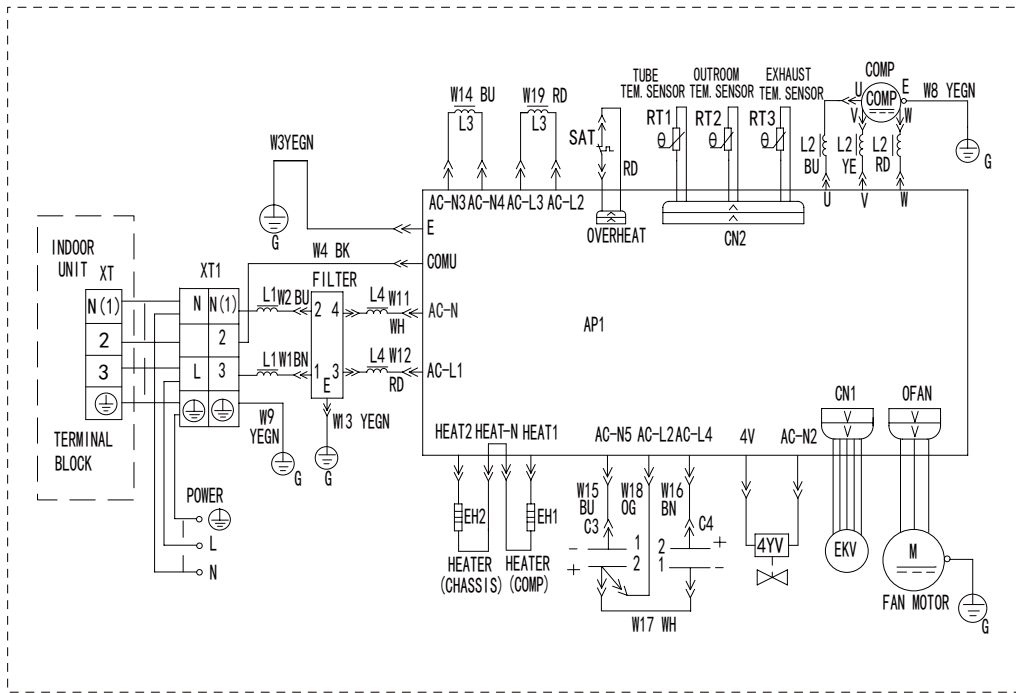 COMP
TUBE
TEM. SENSOR
OUTROOM
TEM. SENSOR
EXHAUST
TEM. SENSOR
U
COMP
E
W8 YEGN
V
W
G
W14 BU
L3
W19 RD
L3
SAT
RD
RT1
θ
RT2
θ
RT3
θ
L2
BU
L2
YE
L2
RD
W3YEGN
G
AC-N3
AC-N4
AC-L3
AC-L2
OVERHEAT
CN2
U
V
W
E
COMU
W4 BK
INDOOR
UNIT
XT
XT1
FILTER
N(1)
2
3
N
N(1)
2
L
3
L1
W2 BU
2
4
L4
W11
WH
AC-N
AP1
L1
W1BN
1
3
E
L4
W12
RD
AC-L1
W13 YEGN
G
W9
YEGN
G
TERMINAL
BLOCK
POWER
L
N
HEAT2
HEAT-N
HEAT1
AC-N5
AC-L2
AC-L4
4V
AC-N2
CN1
OFAN
EH2
EH1
HEATER
(CHASSIS)
HEATER
(COMP)
W15
BU
C3
W18
OG
W16
BN
C4
-
+
1
2
2
1
+
-
W17 WH
4YV
EKV
M
FAN MOTOR
G